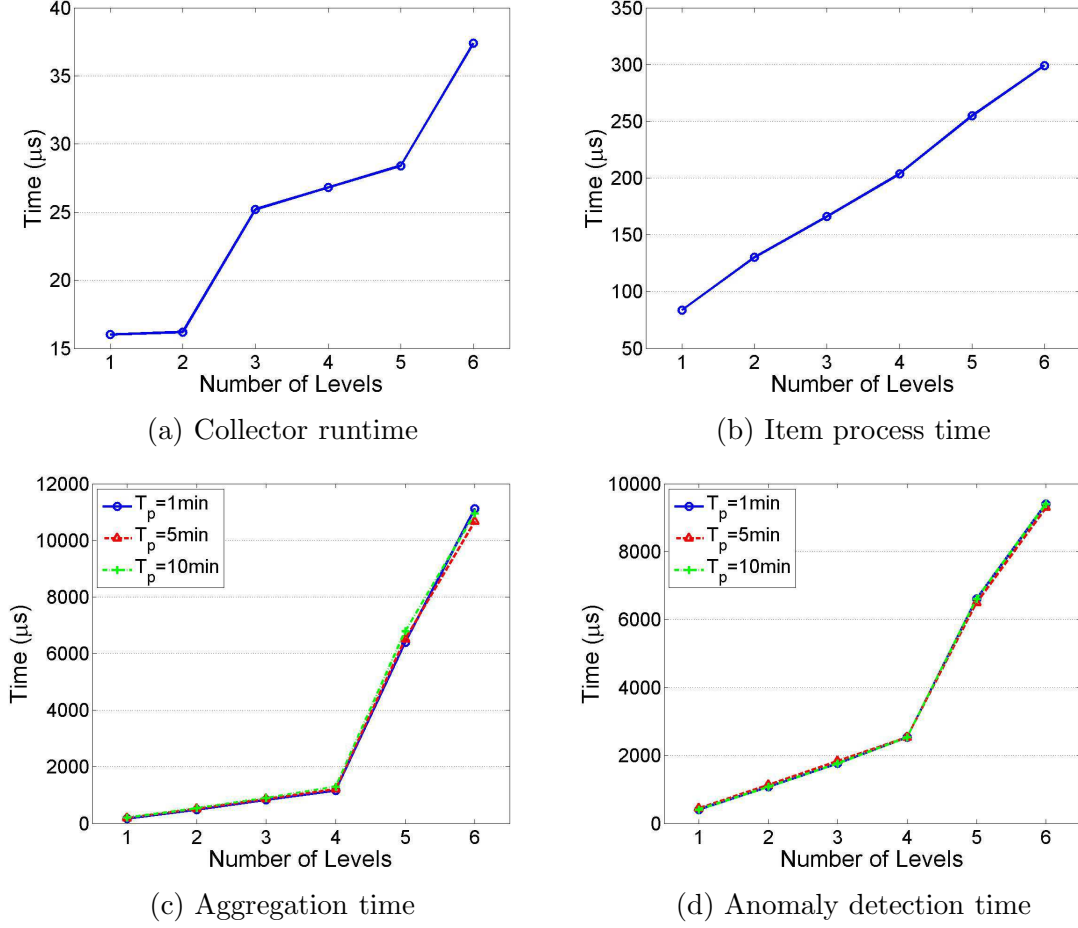 40
35
30
25
20
15
Time (μs)
1 2 3 4 5 6
Number of Levels
(a) Collector runtime
350
300
250
200
150
100
50
Time (μs)
1 2 3 4 5 6
Number of Levels
(b) Item process time
12000
10000
8000
6000
4000
2000
0
Time (μs)
T_p=1min
T_p=5min
T_p=10min
1 2 3 4 5 6
Number of Levels
(c) Aggregation time
10000
8000
6000
4000
2000
0
Time (μs)
T_p=1min
T_p=5min
T_p=10min
1 2 3 4 5 6
Number of Levels
(d) Anomaly detection time